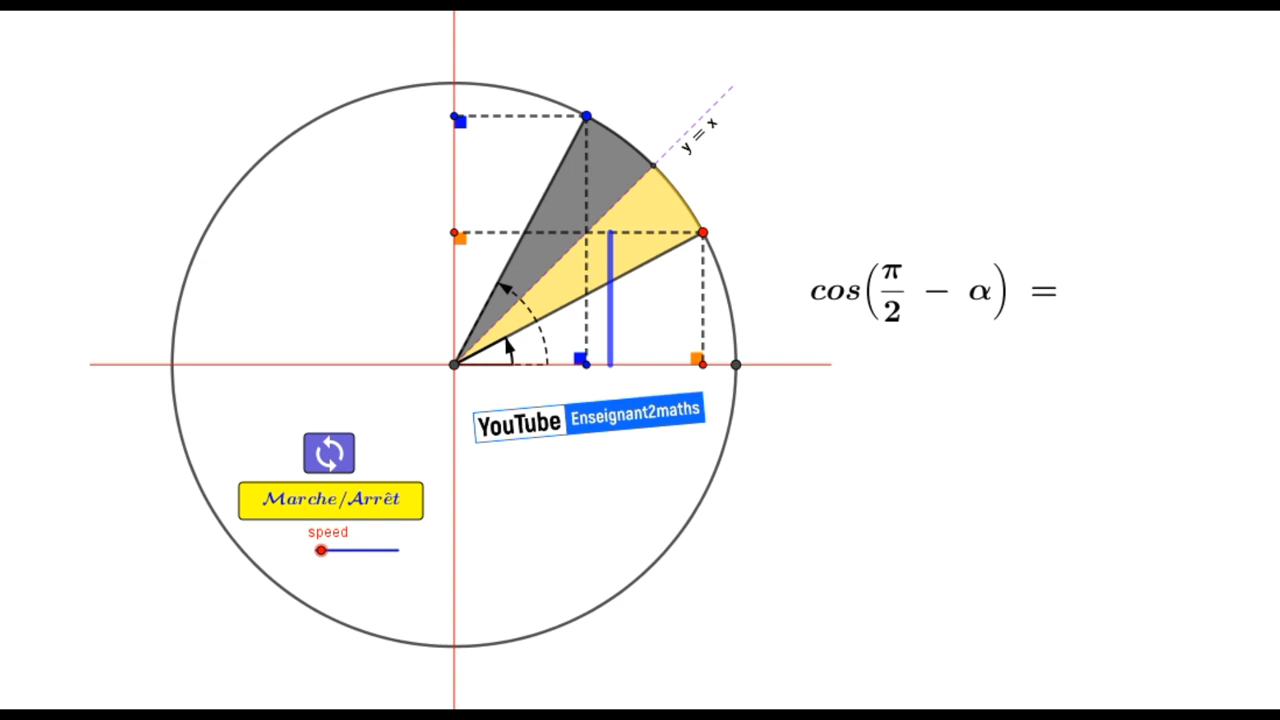 y = x
cos(π/2 − α) =
YouTube Enseignant2maths
Marche/Arrêt
speed